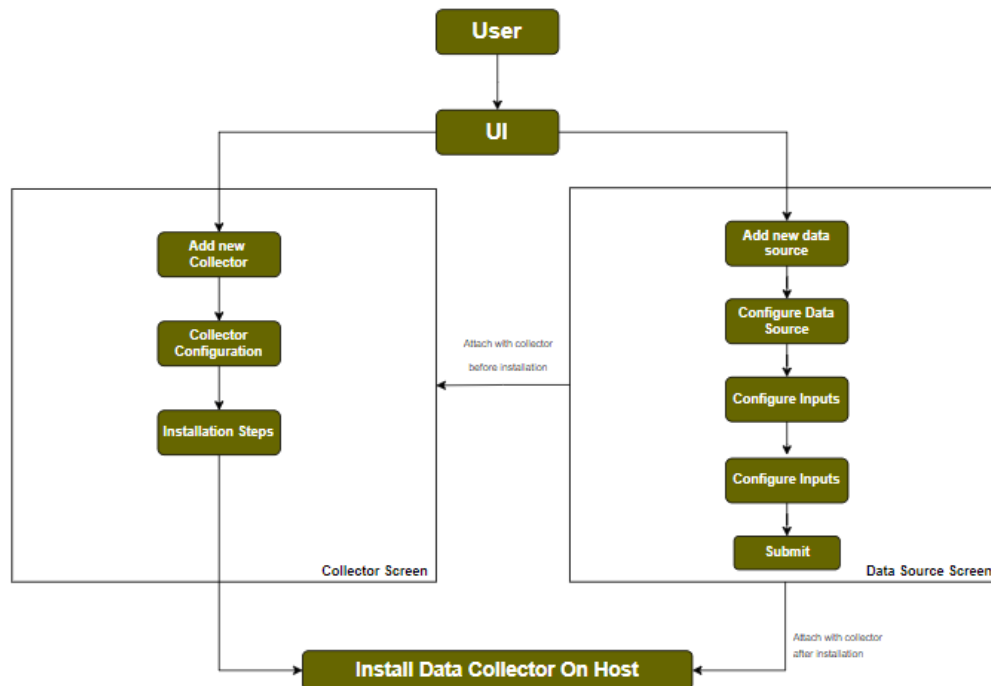 User
UI
Add new
Collector
Collector
Configuration
Installation Steps
Collector Screen
Attach with collector
before installation
Add new data
source
Configure Data
Source
Configure Inputs
Configure Inputs
Submit
Data Source Screen
Attach with collector
after installation
Install Data Collector On Host